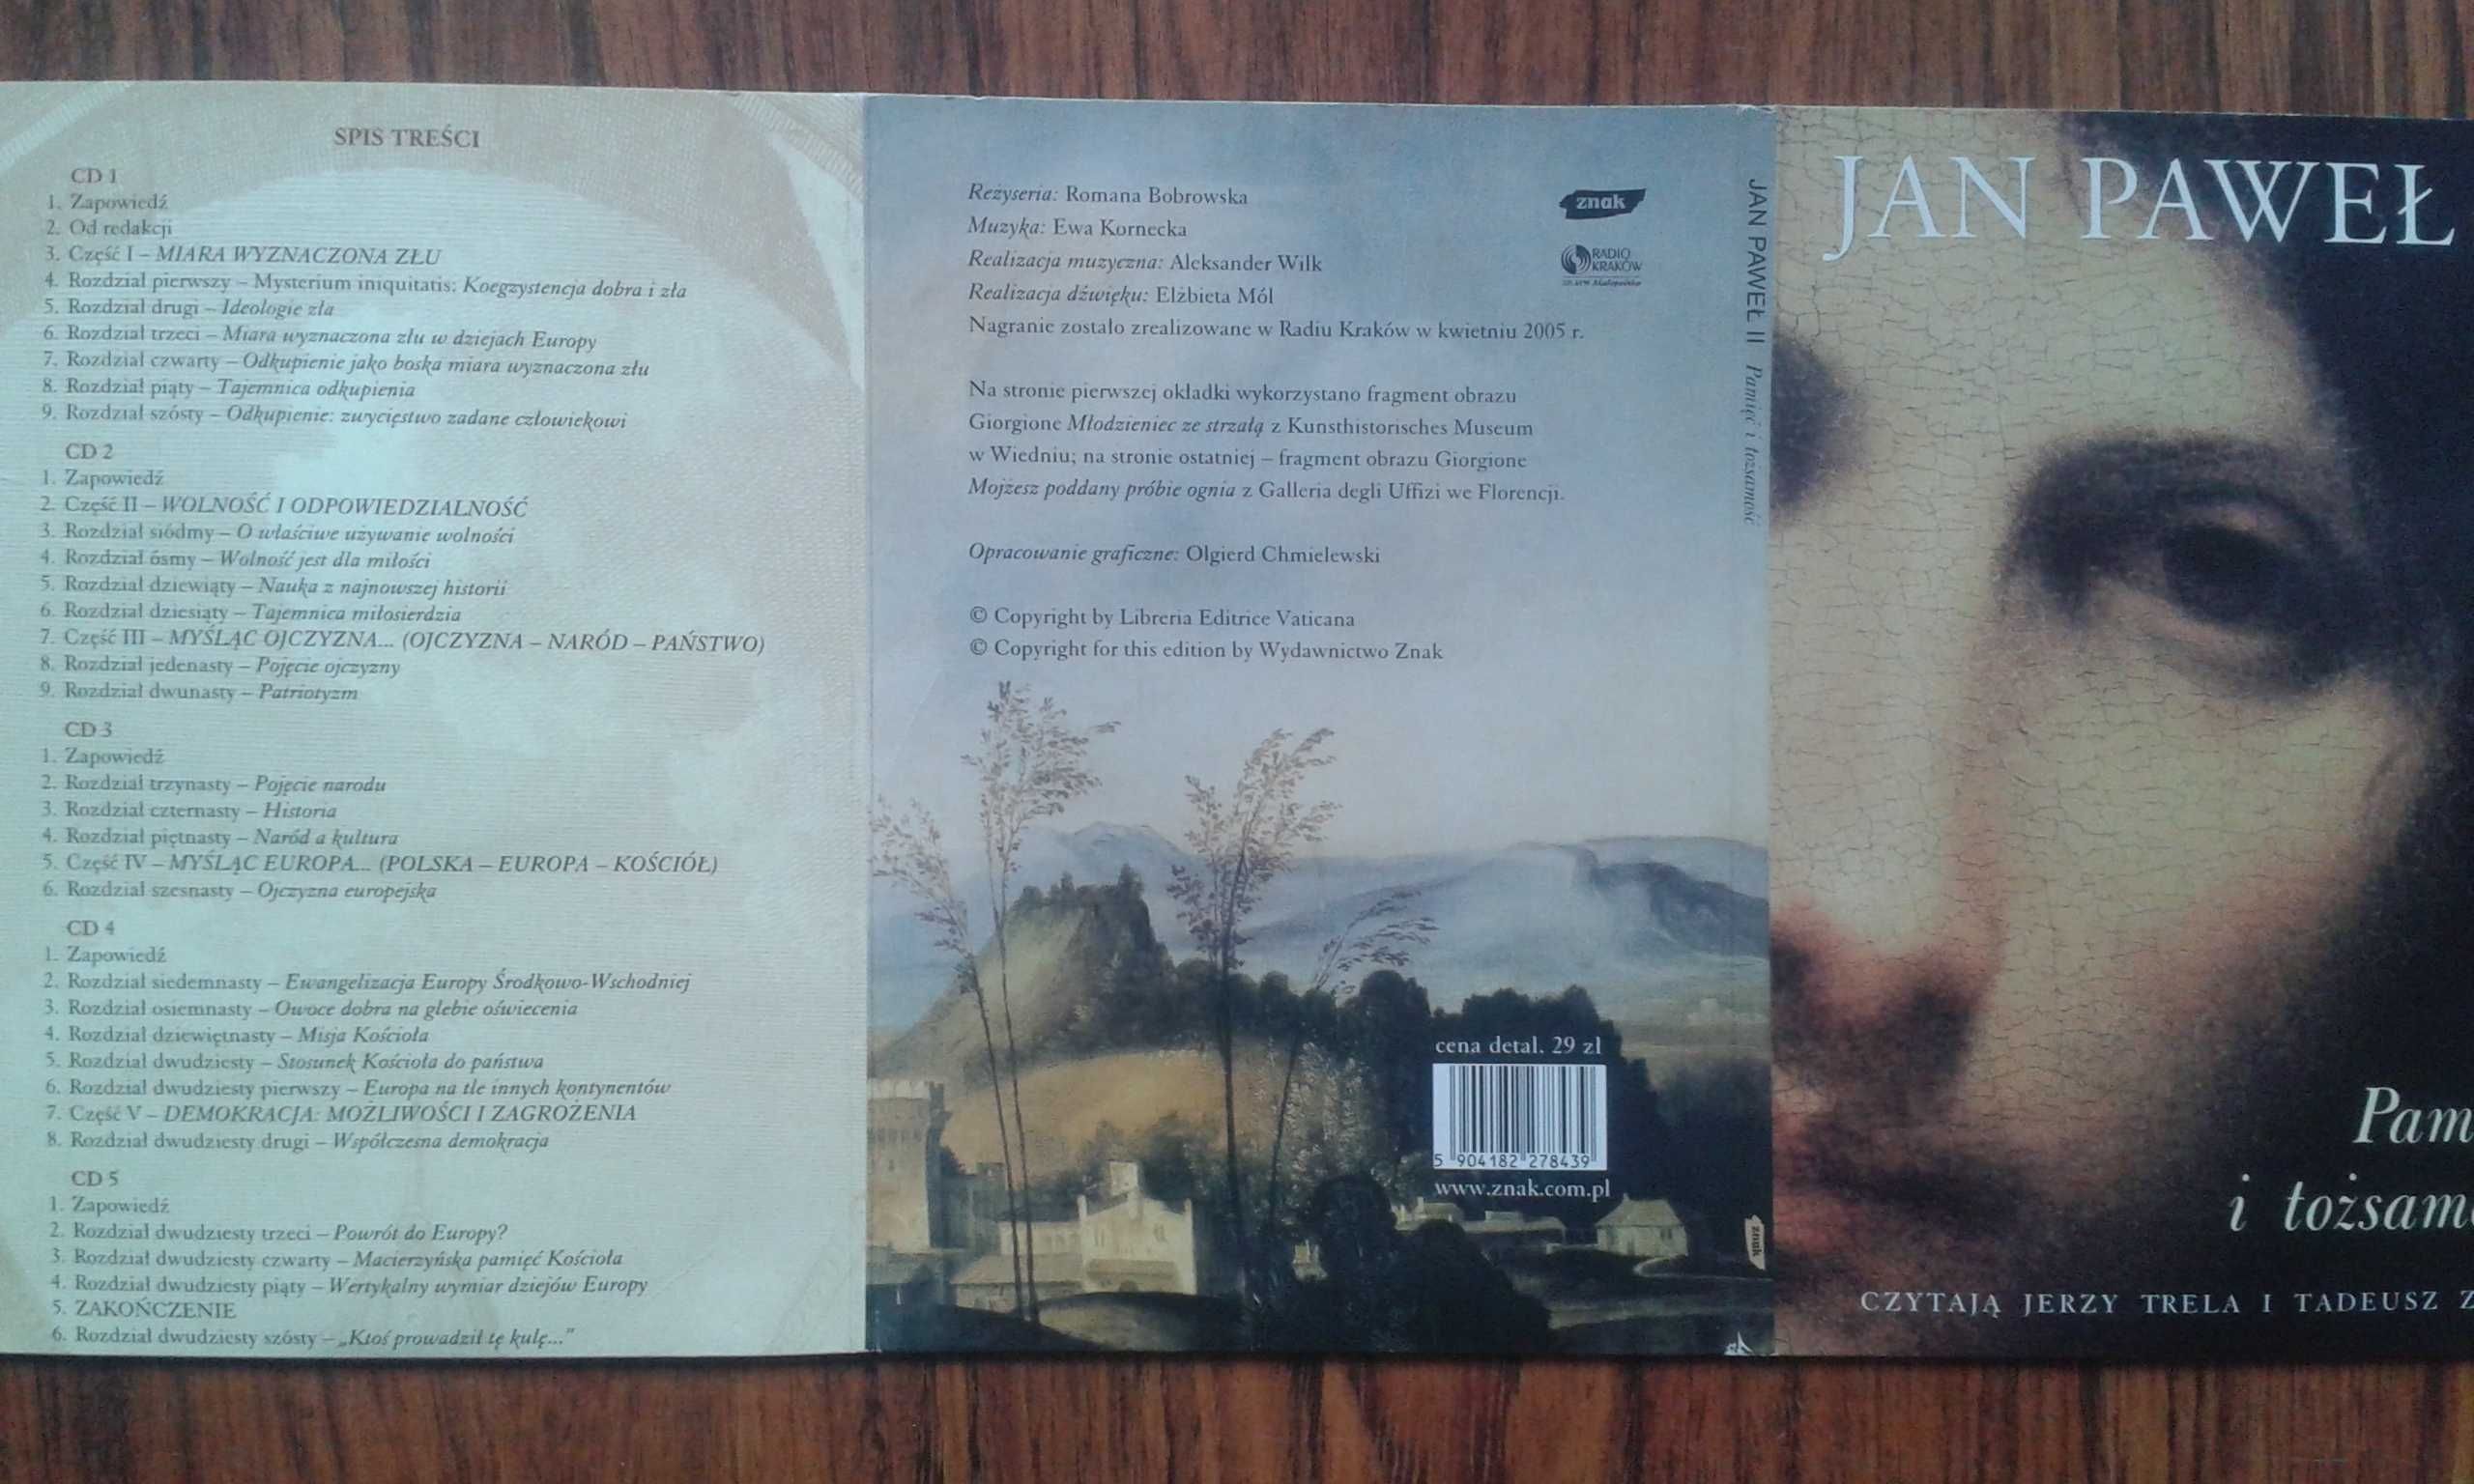 SPIS TREŚCI
CD 1
1. Zapowiedź
2. Od redakcji
3. Część I – MIARA WYZNACZONA ZŁU
4. Rozdział pierwszy – Mysterium iniquitatis: Koegzystencja dobra i zła
5. Rozdział drugi – Ideologie zła
6. Rozdział trzeci – Miara wyznaczona złu w dziejach Europy
7. Rozdział czwarty – Odkupienie jako boska miara wyznaczona złu
8. Rozdział piąty – Tajemnica odkupienia
9. Rozdział szósty – Odkupienie: zwycięstwo zadane człowiekowi
CD 2
1. Zapowiedź
2. Część II – WOLNOŚĆ I ODPOWIEDZIALNOŚĆ
3. Rozdział siódmy – O właściwe używanie wolności
4. Rozdział ósmy – Wolność jest dla miłości
5. Rozdział dziewiąty – Nauka z najnowszej historii
6. Rozdział dziesiąty – Tajemnica miłosierdzia
7. Część III – MYŚLĄC OJCZYZNA... (OJCZYZNA – NARÓD – PAŃSTWO)
8. Rozdział jedenasty – Pojęcie ojczyzny
9. Rozdział dwunasty – Patriotyzm
CD 3
1. Zapowiedź
2. Rozdział trzynasty – Pojęcie narodu
3. Rozdział czternasty – Historia
4. Rozdział piętnasty – Naród a kultura
5. Część IV – MYŚLĄC EUROPA... (POLSKA – EUROPA – KOŚCIÓŁ)
6. Rozdział szesnasty – Ojczyzna europejska
CD 4
1. Zapowiedź
2. Rozdział siedemnasty – Ewangelizacja Europy Środkowo-Wschodniej
3. Rozdział osiemnasty – Owoce dobra na glebie oświecenia
4. Rozdział dziewiętnasty – Misja Kościoła
5. Rozdział dwudziesty – Stosunek Kościoła do państwa
6. Rozdział dwudziesty pierwszy – Europa na tle innych kontynentów
7. Część V – DEMOKRACJA: MOŻLIWOŚCI I ZAGROŻENIA
8. Rozdział dwudziesty drugi – Współczesna demokracja
CD 5
1. Zapowiedź
2. Rozdział dwudziesty trzeci – Powrót do Europy?
3. Rozdział dwudziesty czwarty – Macierzyńska pamięć Kościoła
4. Rozdział dwudziesty piąty – Wertykalny wymiar dziejów Europy
5. ZAKOŃCZENIE
6. Rozdział dwudziesty szósty – „Ktoś prowadził tę kulę..."
Reżyseria: Romana Bobrowska
Muzyka: Ewa Kornecka
Realizacja muzyczna: Aleksander Wilk
Realizacja dźwięku: Elżbieta Mól
Nagranie zostało zrealizowane w Radiu Kraków w kwietniu 2005 r.
znak
RADIO
KRAKÓW
Na stronie pierwszej okładki wykorzystano fragment obrazu
Giorgione Młodzieniec ze strzałą z Kunsthistorisches Museum
w Wiedniu; na stronie ostatniej – fragment obrazu Giorgione
Mojżesz poddany próbie ognia z Galleria degli Uffizi we Florencji.
Opracowanie graficzne: Olgierd Chmielewski
© Copyright by Libreria Editrice Vaticana
© Copyright for this edition by Wydawnictwo Znak
cena detal. 29 zł
5 904182 278439
www.znak.com.pl
JAN PAWEŁ II Pamięć i tożsamość
znak
JAN PAWEŁ
Pam
i tożsam
CZYTAJĄ JERZY TRELA I TADEUSZ Z